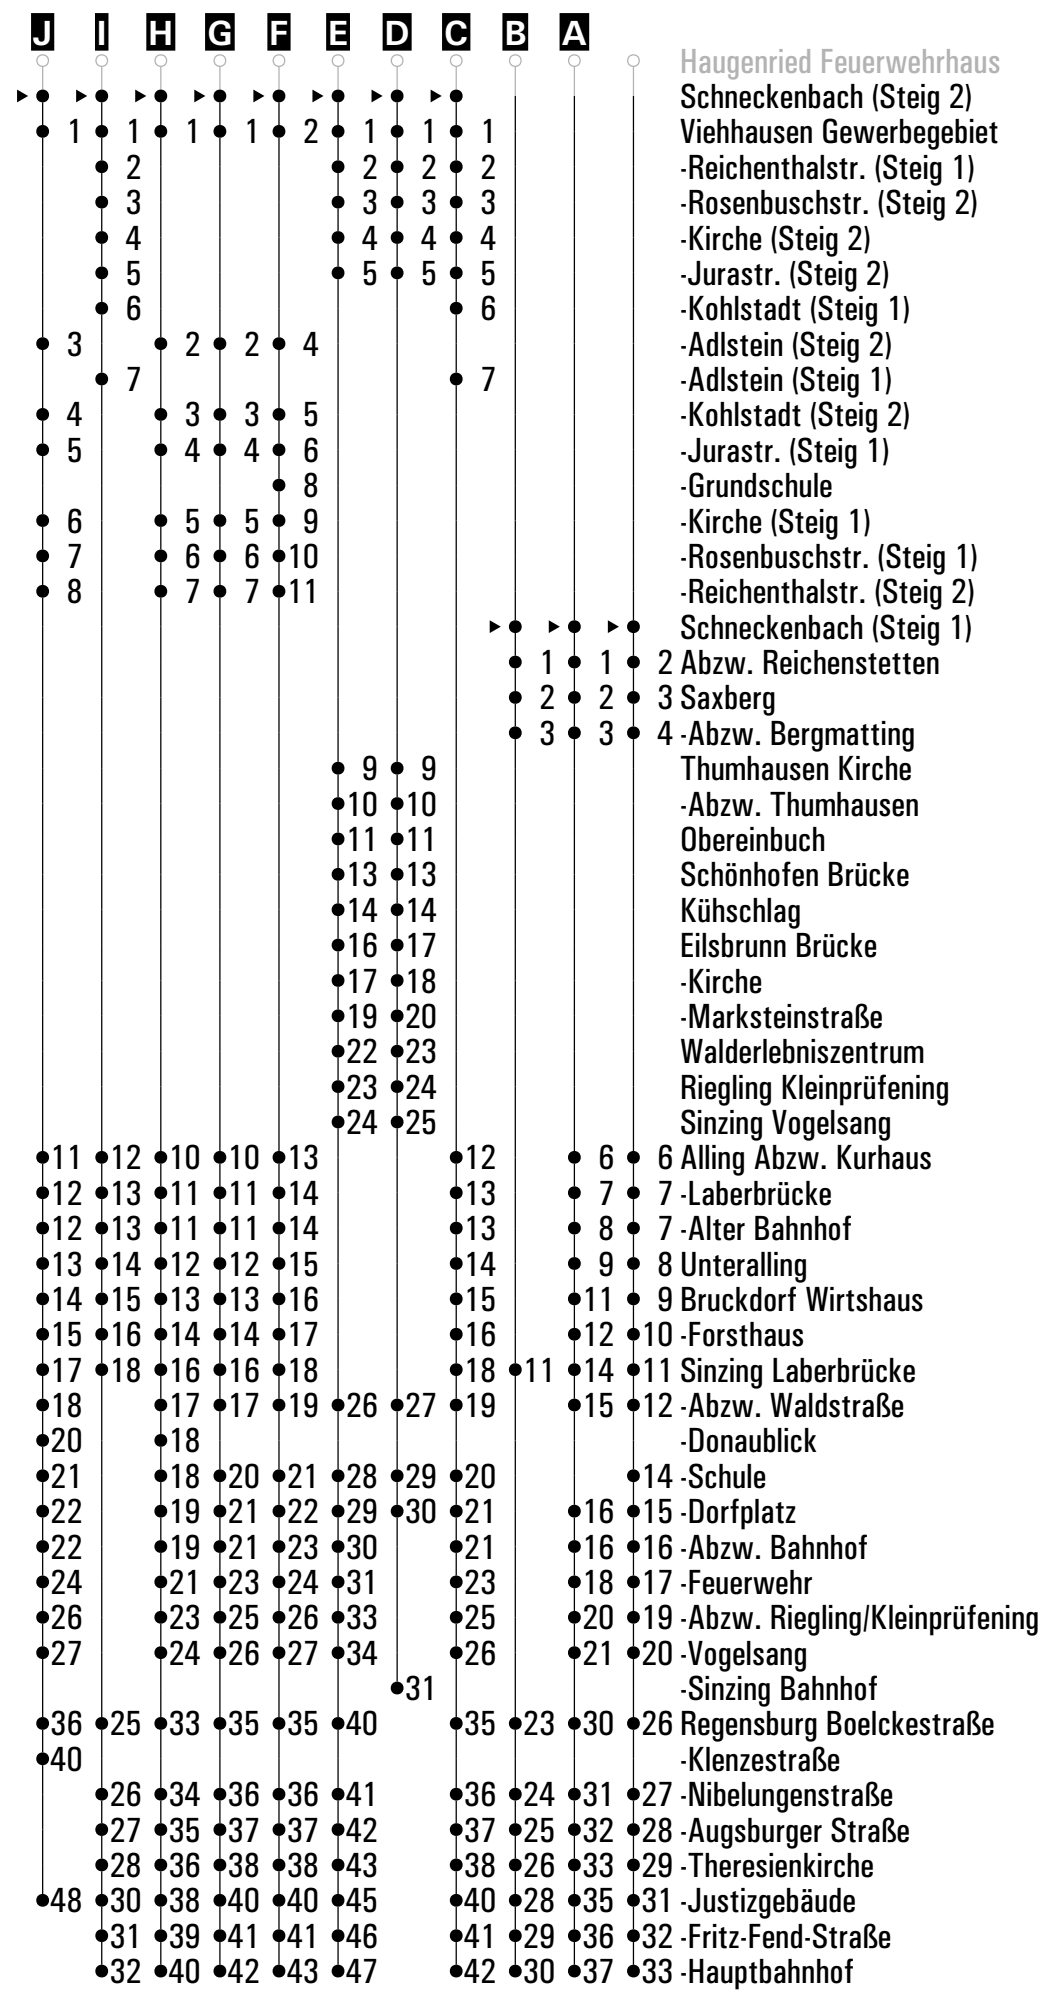 J I H G F E D C B A
Haugenried Feuerwehrhaus
Schneckenbach (Steig 2)
1 1 1 1 2 1 1 1 Viehhausen Gewerbegebiet
2 2 2 2 -Reichenthalstr. (Steig 1)
3 3 3 3 -Rosenbuschstr. (Steig 2)
4 4 4 4 -Kirche (Steig 2)
5 5 5 5 -Jurastr. (Steig 2)
6 6 -Kohlstadt (Steig 1)
3 2 2 4 -Adlstein (Steig 2)
7 7 -Adlstein (Steig 1)
4 3 3 5 -Kohlstadt (Steig 2)
5 4 4 6 -Jurastr. (Steig 1)
8 -Grundschule
6 5 5 9 -Kirche (Steig 1)
7 6 6 10 -Rosenbuschstr. (Steig 1)
8 7 7 11 -Reichenthalstr. (Steig 2)
Schneckenbach (Steig 1)
1 1 2 Abzw. Reichenstetten
2 2 3 Saxberg
3 3 4 -Abzw. Bergmatting
9 9 Thumhausen Kirche
10 10 -Abzw. Thumhausen
11 11 Obereinbuch
13 13 Schönhofen Brücke
14 14 Kühschlag
16 17 Eilsbrunn Brücke
17 18 -Kirche
19 20 -Marksteinstraße
22 23 Walderlebniszentrum
23 24 Riegling Kleinprüfening
24 25 Sinzing Vogelsang
11 12 10 10 13 12 6 6 Alling Abzw. Kurhaus
12 13 11 11 14 13 7 7 -Laberbrücke
12 13 11 11 14 13 8 7 -Alter Bahnhof
13 14 12 12 15 14 9 8 Unteralling
14 15 13 13 16 15 11 9 Bruckdorf Wirtshaus
15 16 14 14 17 16 12 10 -Forsthaus
17 18 16 16 18 18 11 14 11 Sinzing Laberbrücke
18 17 17 19 26 27 19 15 12 -Abzw. Waldstraße
20 18 -Donaublick
21 18 20 21 28 29 20 14 -Schule
22 19 21 22 29 30 21 16 15 -Dorfplatz
22 19 21 23 30 21 16 16 -Abzw. Bahnhof
24 21 23 24 31 23 18 17 -Feuerwehr
26 23 25 26 33 25 20 19 -Abzw. Riegling/Kleinprüfening
27 24 26 27 34 26 21 20 -Vogelsang
31 -Sinzing Bahnhof
36 25 33 35 35 40 35 23 30 26 Regensburg Boelckestraße
40 -Klenzestraße
26 34 36 36 41 36 24 31 27 -Nibelungenstraße
27 35 37 37 42 37 25 32 28 -Augsburger Straße
28 36 38 38 43 38 26 33 29 -Theresienkirche
48 30 38 40 40 45 40 28 35 31 -Justizgebäude
31 39 41 41 46 41 29 36 32 -Fritz-Fend-Straße
32 40 42 43 47 42 30 37 33 -Hauptbahnhof